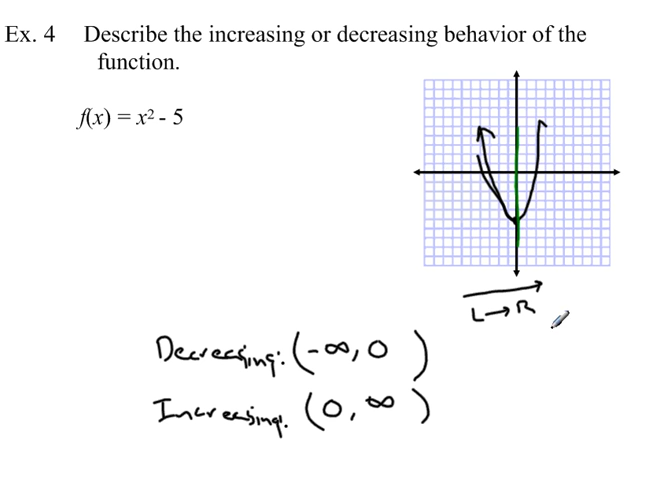 Ex. 4 Describe the increasing or decreasing behavior of the
function.
f(x) = x² - 5
L→R
Decreasing: (-∞, 0)
Increasing: (0, ∞)